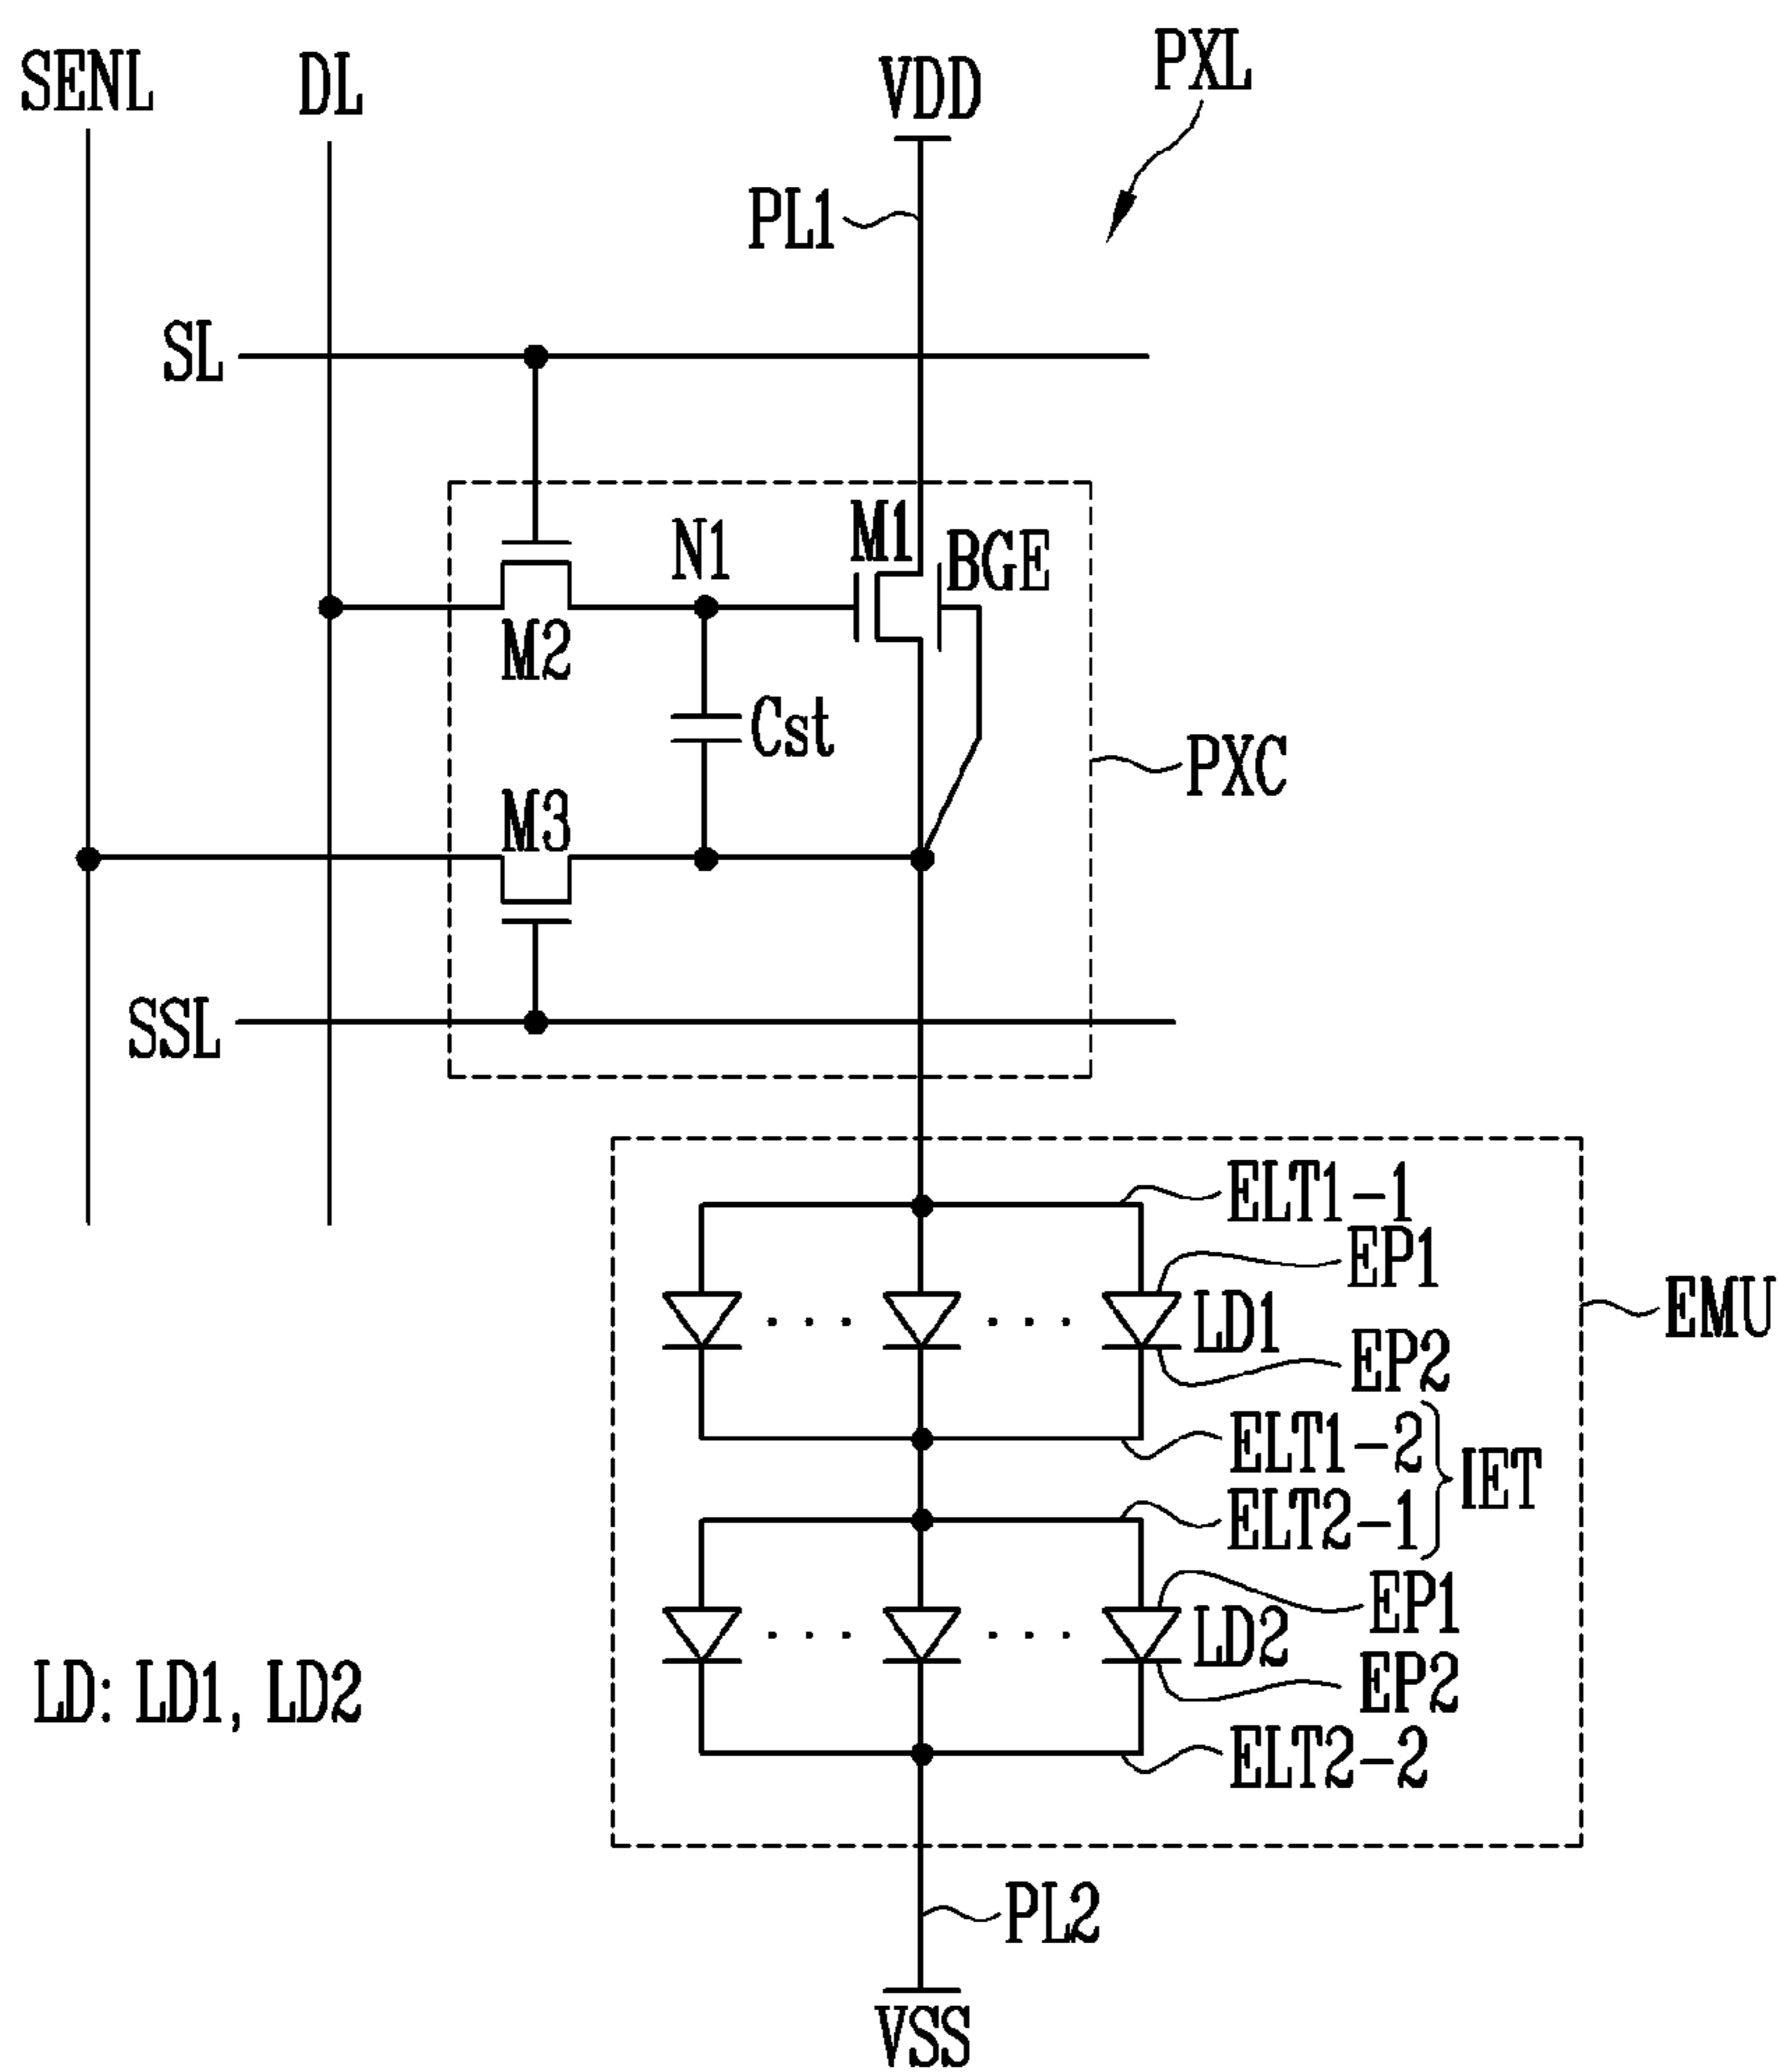 SENL
DL
VDD
PXL
PL1
SL
M1
N1
BGE
M2
Cst
PXC
M3
SSL
ELT1-1
EP1
LD1
EMU
EP2
ELT1-2
IET
ELT2-1
EP1
LD2
EP2
LD: LD1, LD2
ELT2-2
PL2
VSS